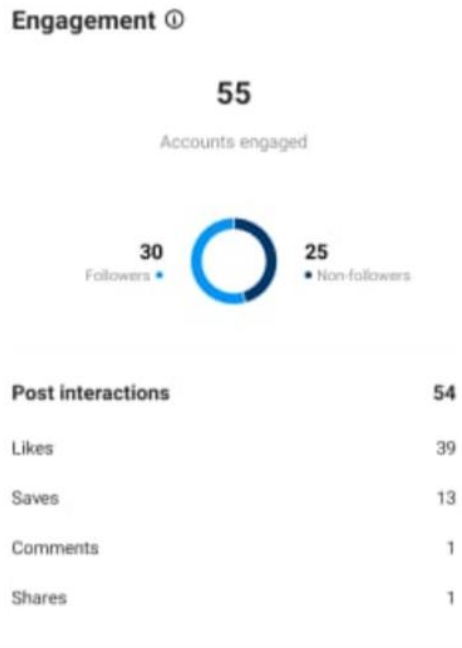 Engagement
55
Accounts engaged
30
Followers
25
Non-followers
Post interactions 54
Likes 39
Saves 13
Comments 1
Shares 1